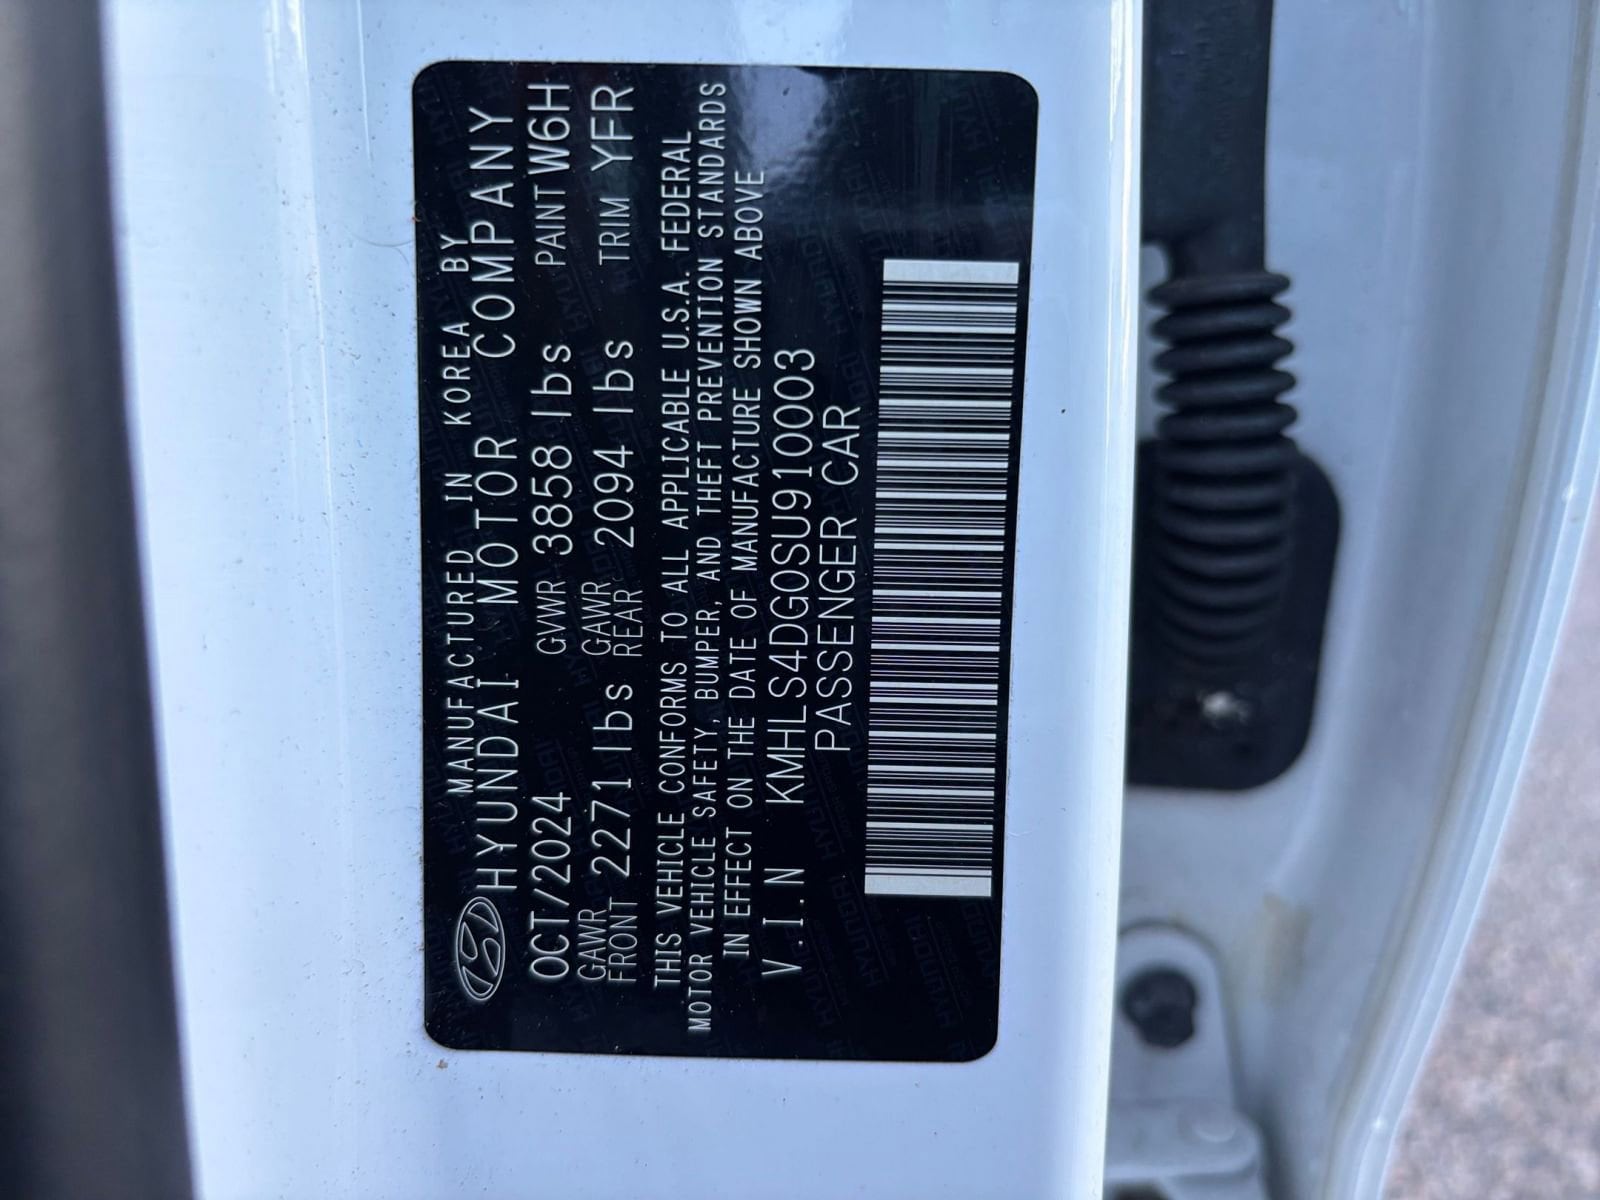 MANUFACTURED IN KOREA BY
HYUNDAI MOTOR COMPANY
OCT/2024 GVWR 3858 lbs PAINT W6H
GAWR FRONT 2271 lbs GAWR REAR 2094 lbs TRIM YFR
THIS VEHICLE CONFORMS TO ALL APPLICABLE U.S.A. FEDERAL
MOTOR VEHICLE SAFETY, BUMPER, AND THEFT PREVENTION STANDARDS
IN EFFECT ON THE DATE OF MANUFACTURE SHOWN ABOVE
V.I.N KMHLS4DG0SU910003
PASSENGER CAR